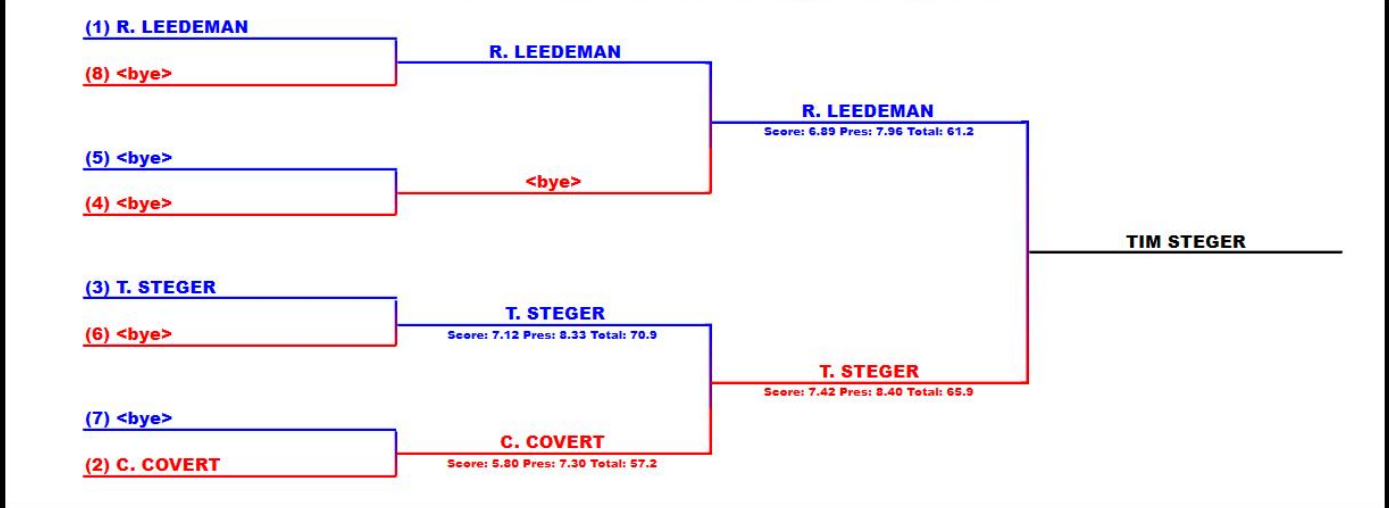 (1) R. LEEDEMAN
(8) <bye>
(5) <bye>
(4) <bye>
(3) T. STEGER
(6) <bye>
(7) <bye>
(2) C. COVERT
R. LEEDEMAN
<bye>
T. STEGER
Score: 7.12 Pres: 8.33 Total: 70.9
C. COVERT
Score: 5.80 Pres: 7.30 Total: 57.2
R. LEEDEMAN
Score: 6.89 Pres: 7.96 Total: 61.2
T. STEGER
Score: 7.42 Pres: 8.40 Total: 65.9
TIM STEGER